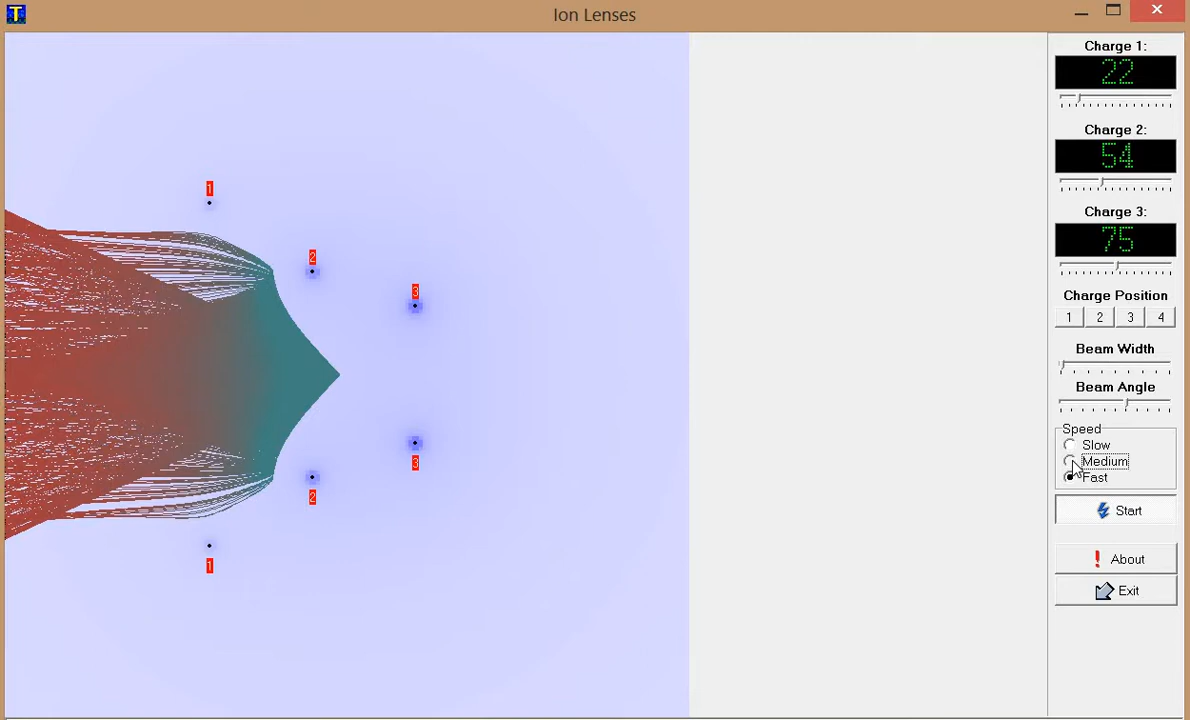 T
Ion Lenses
Charge 1:
22
1
Charge 2:
54
Charge 3:
2
75
3
Charge Position
1 2 3 4
Beam Width
Beam Angle
Speed
Slow
3
Medium
Fast
2
Start
1
About
Exit